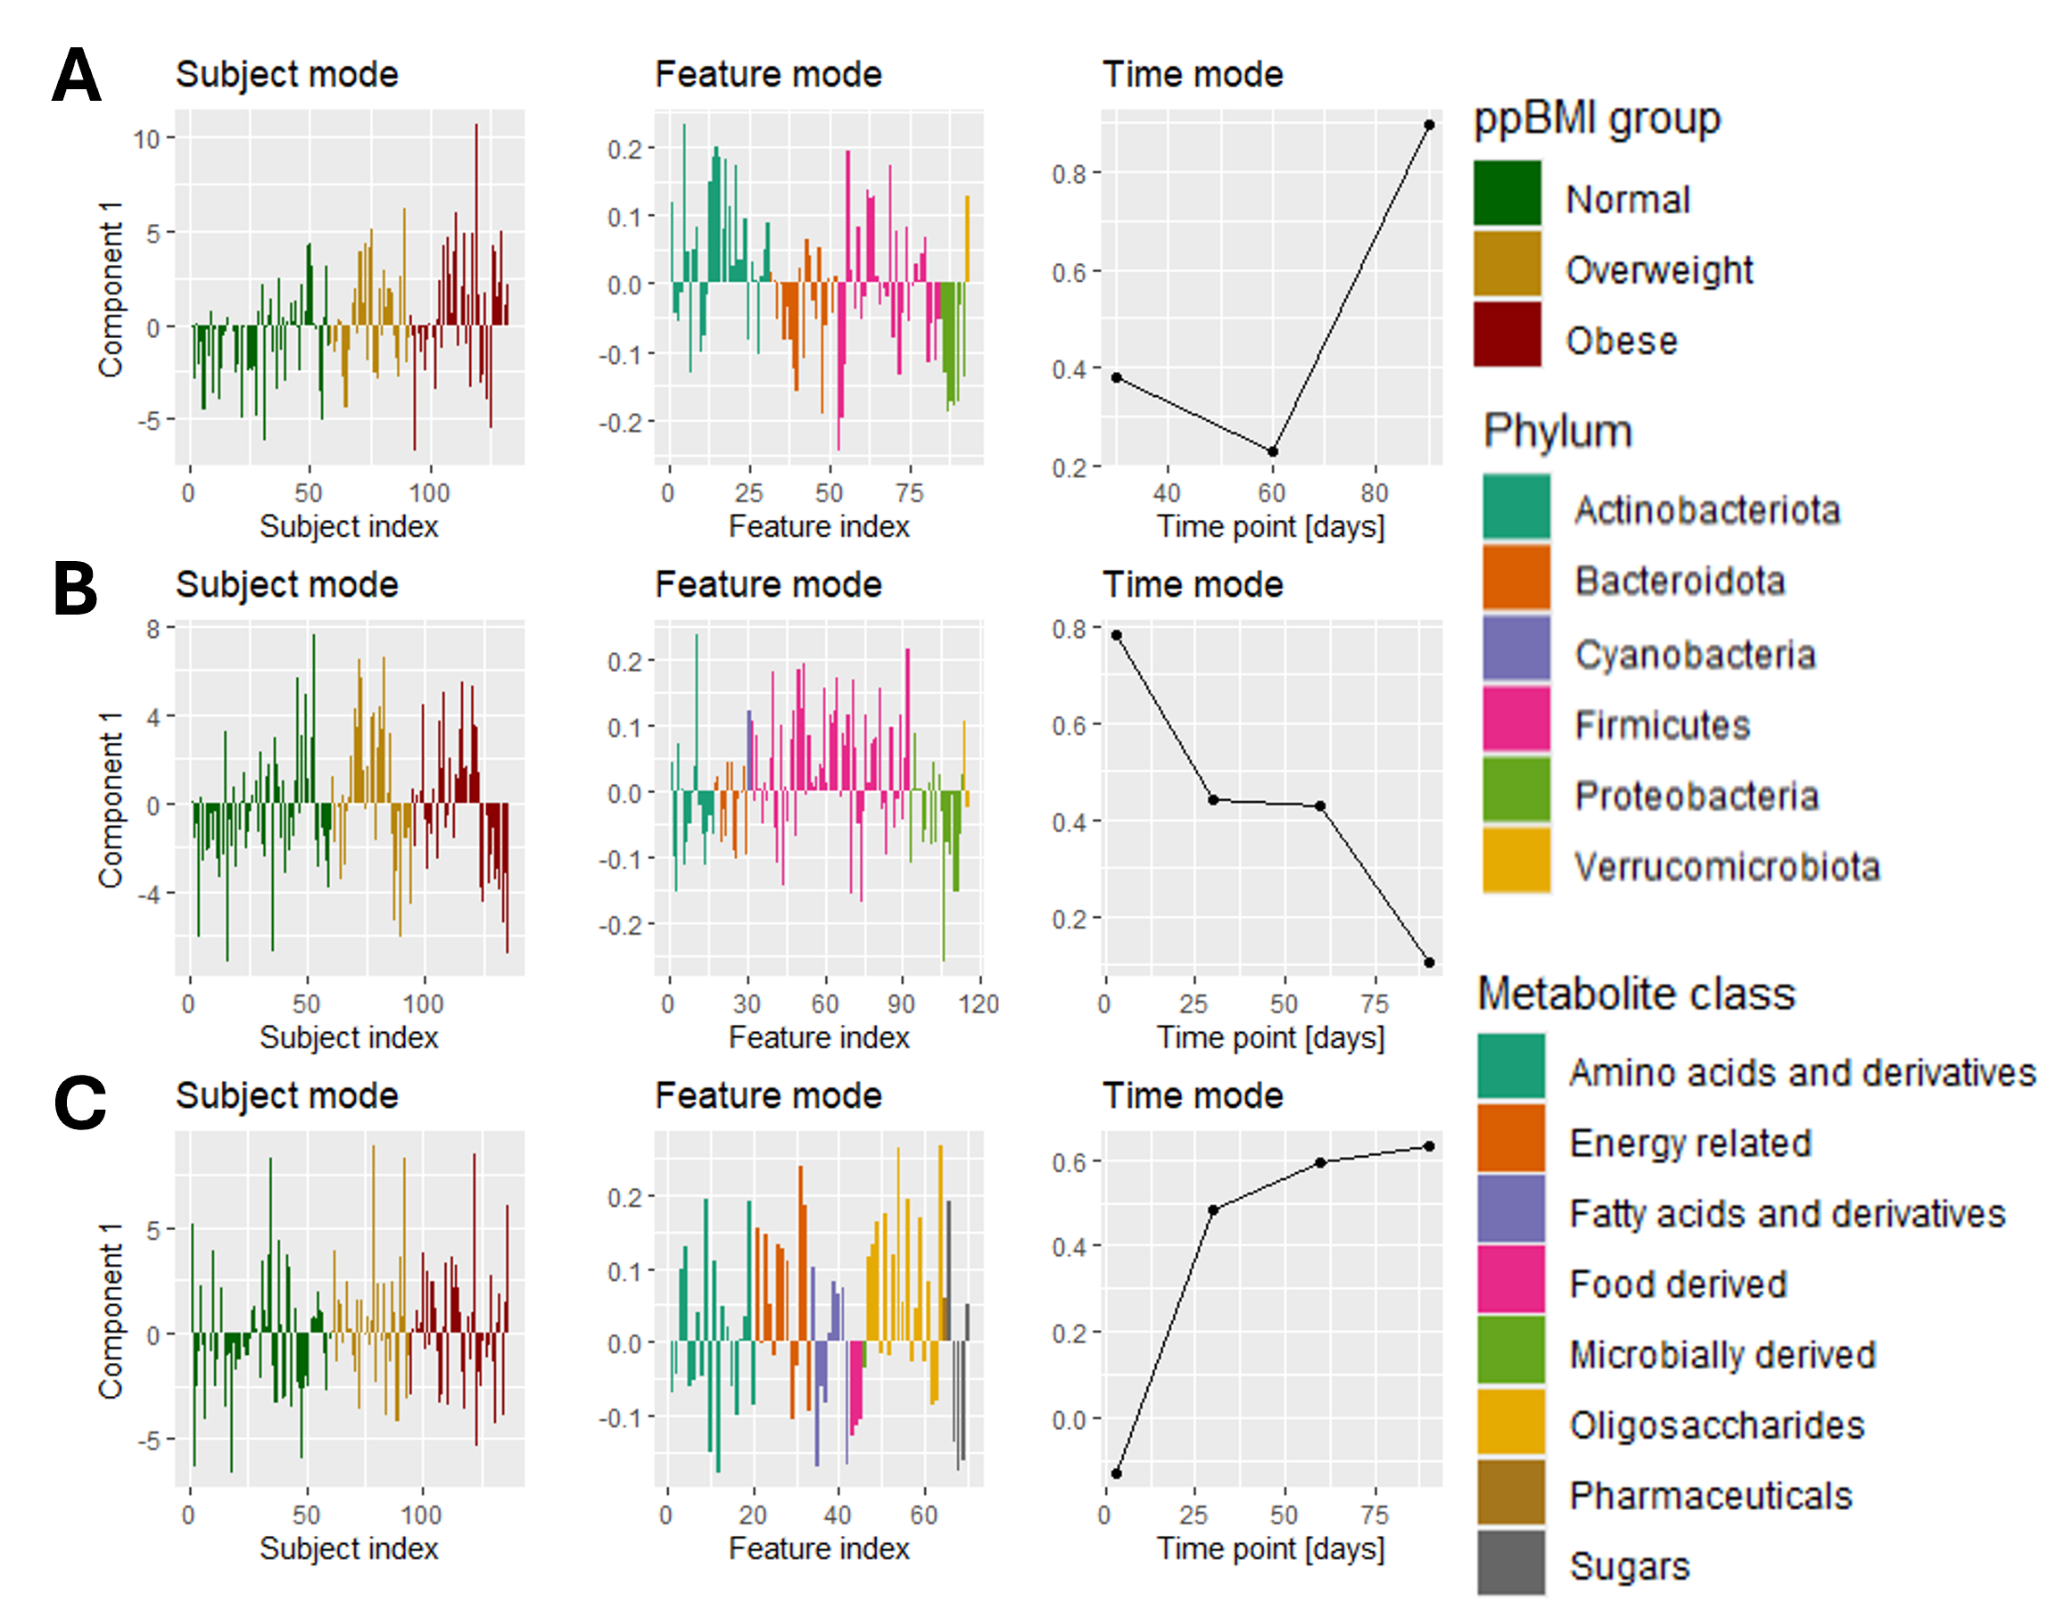 A
Subject mode
Feature mode
Time mode
10
5
0
-5
Component 1
0 50 100
Subject index
0.2
0.1
0.0
-0.1
-0.2
0 25 50 75
Feature index
0.8
0.6
0.4
0.2
40 60 80
Time point [days]
B
Subject mode
Feature mode
Time mode
8
4
0
-4
Component 1
0 50 100
Subject index
0.2
0.1
0.0
-0.1
-0.2
0 30 60 90 120
Feature index
0.8
0.6
0.4
0.2
0 25 50 75
Time point [days]
C
Subject mode
Feature mode
Time mode
5
0
-5
Component 1
0 50 100
Subject index
0.2
0.1
0.0
-0.1
0 20 40 60
Feature index
0.6
0.4
0.2
0.0
0 25 50 75
Time point [days]
ppBMI group
Normal
Overweight
Obese
Phylum
Actinobacteriota
Bacteroidota
Cyanobacteria
Firmicutes
Proteobacteria
Verrucomicrobiota
Metabolite class
Amino acids and derivatives
Energy related
Fatty acids and derivatives
Food derived
Microbially derived
Oligosaccharides
Pharmaceuticals
Sugars